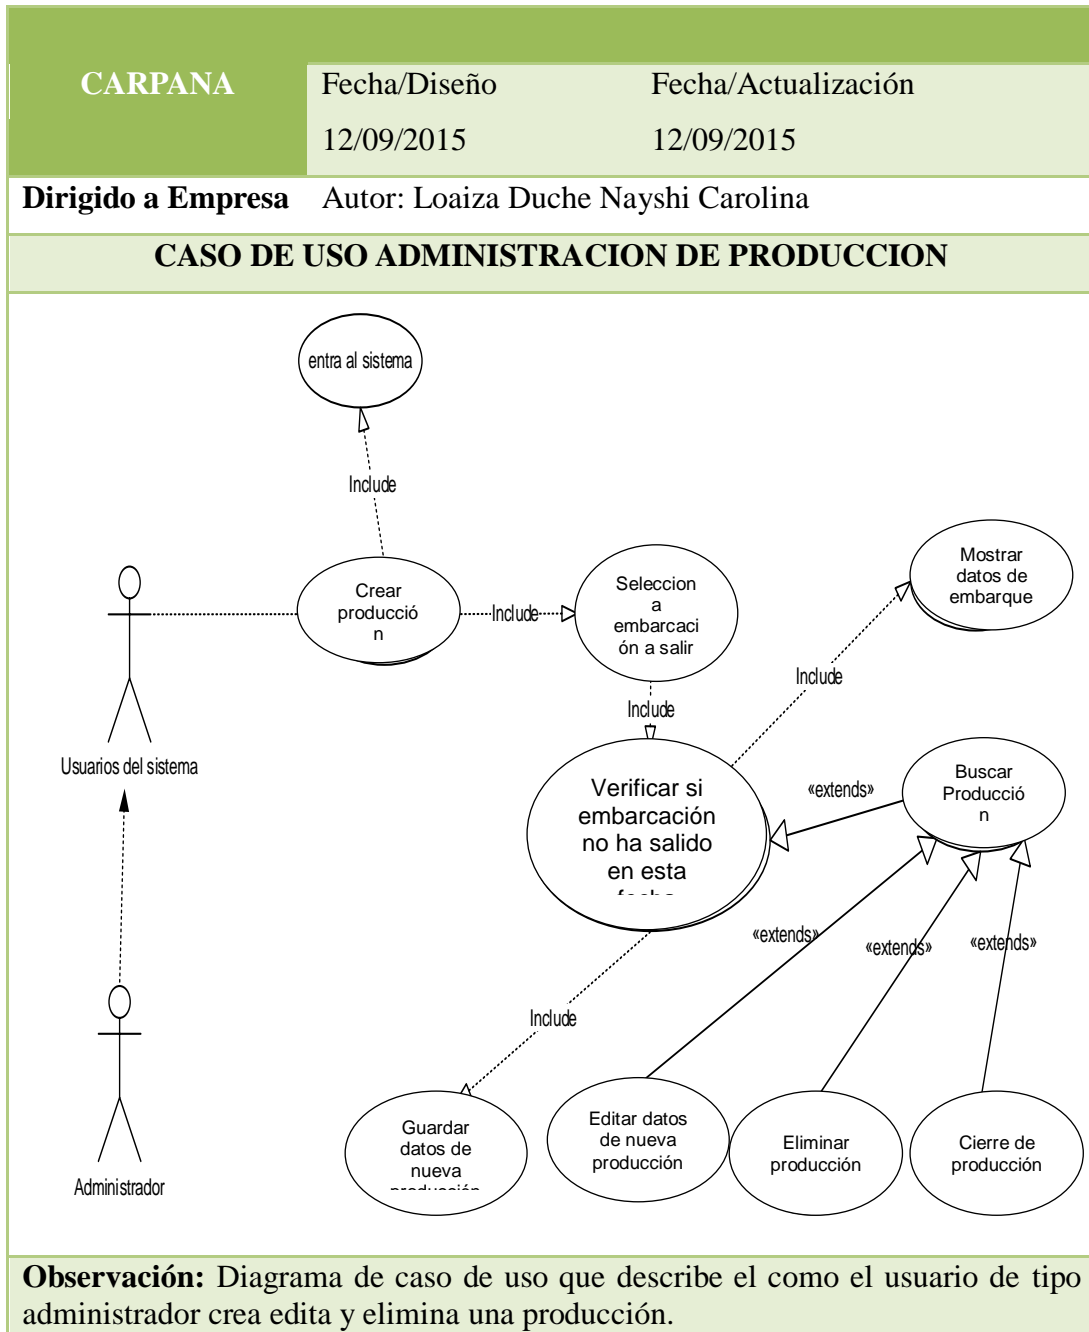 CARPANA
Fecha/Diseño
Fecha/Actualización
12/09/2015
12/09/2015
Dirigido a Empresa
Autor: Loaiza Duche Nayshi Carolina
CASO DE USO ADMINISTRACION DE PRODUCCION
entra al sistema
Include
Crear
producció
n
Include
Seleccion
a
embarcaci
ón a salir
Mostrar
datos de
embarque
Include
Include
Usuarios del sistema
Verificar si
embarcación
no ha salido
en esta
fecha
«extends»
Buscar
Producció
n
«extends»
«extends»
«extends»
Include
Guardar
datos de
nueva
producción
Editar datos
de nueva
producción
Eliminar
producción
Cierre de
producción
Administrador
Observación: Diagrama de caso de uso que describe el como el usuario de tipo
administrador crea edita y elimina una producción.